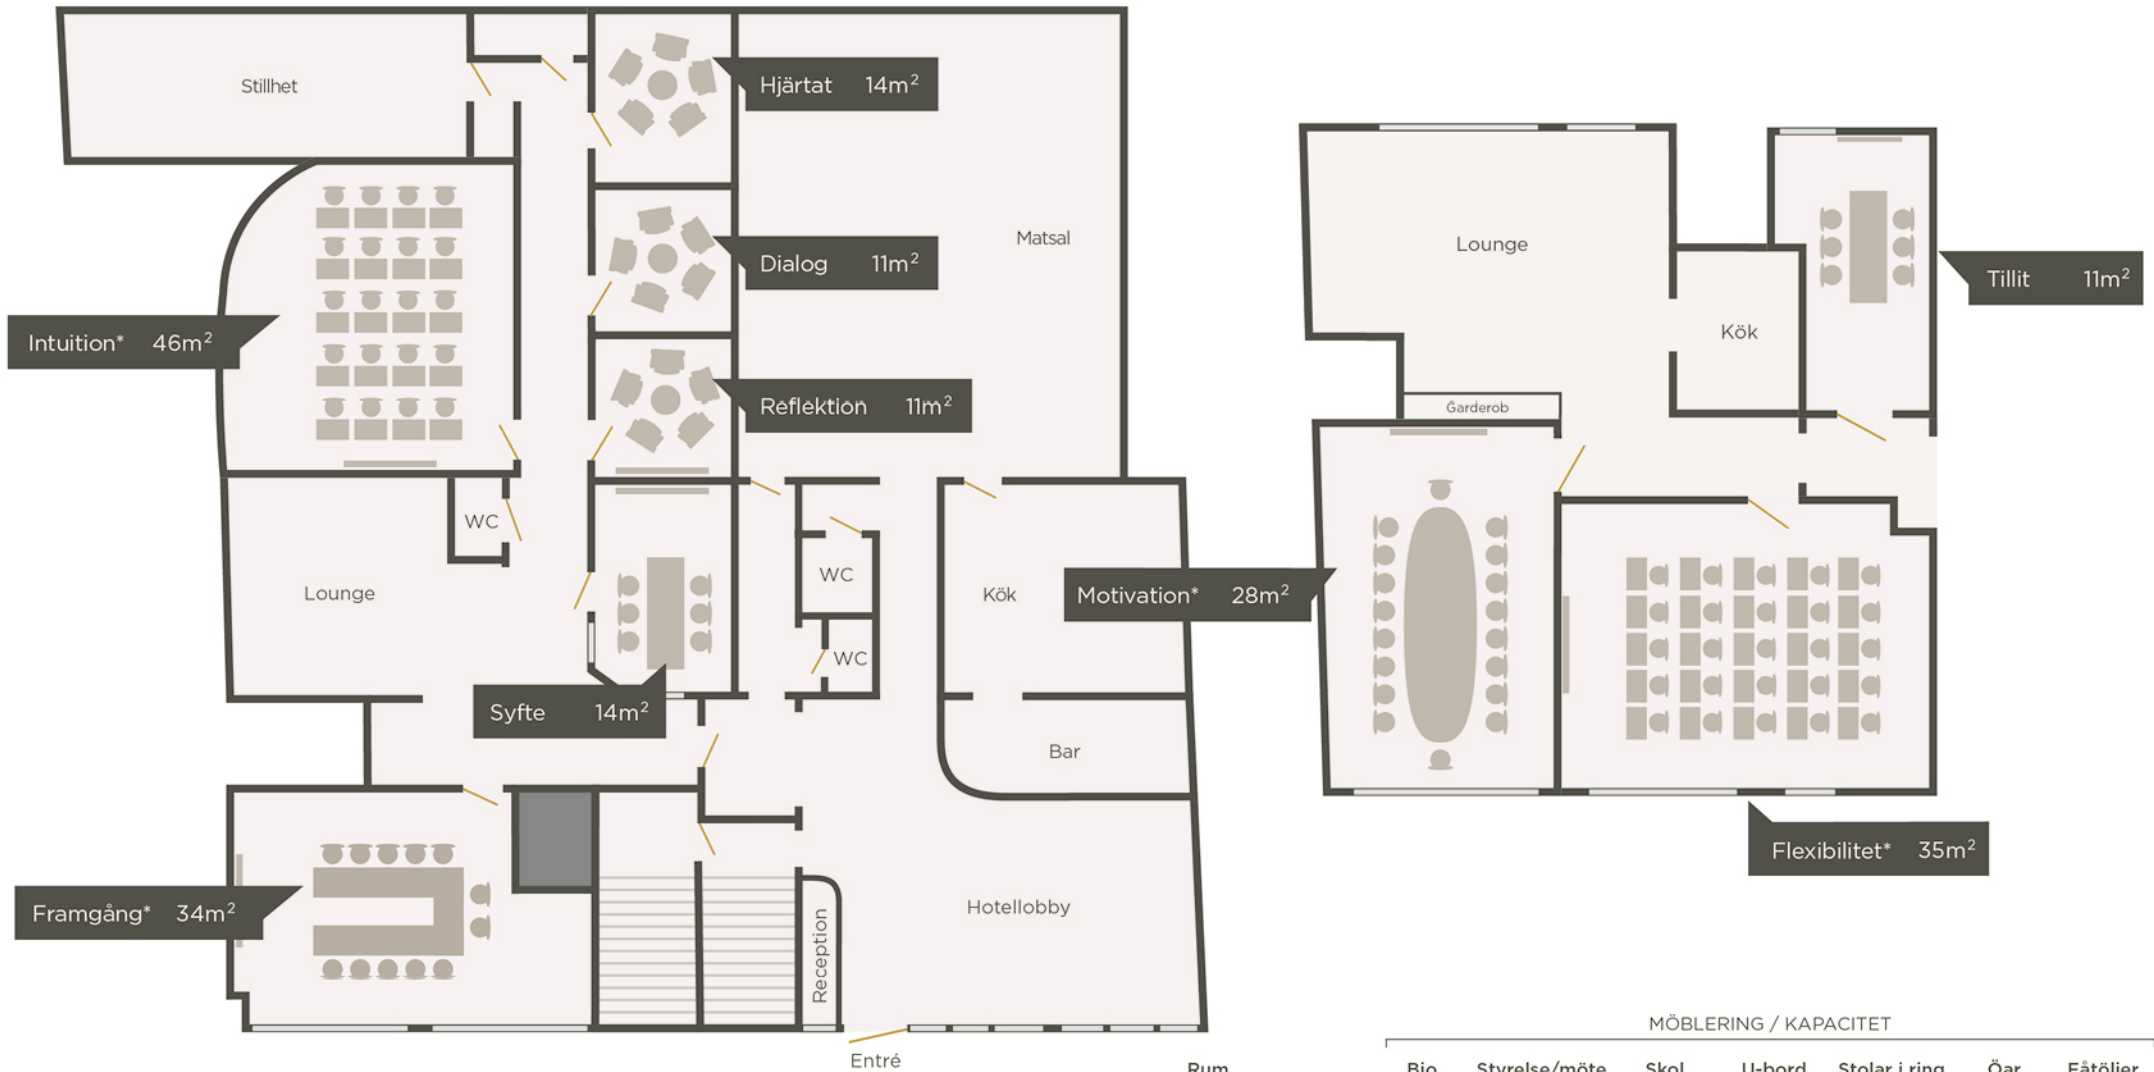 Stillhet
Hjärtat 14m²
Matsal
Dialog 11m²
Intuition* 46m²
Reflektion 11m²
WC
Lounge
WC
Kök
WC
Syfte 14m²
Bar
Framgång* 34m²
Hotellobby
Reception
Entré
Lounge
Tillit 11m²
Kök
Garderob
Motivation* 28m²
Flexibilitet* 35m²
MÖBLERING / KAPACITET
Rum Bio Styrelse/möte Skol U-bord Stolar i ring Öar Fåtöljer